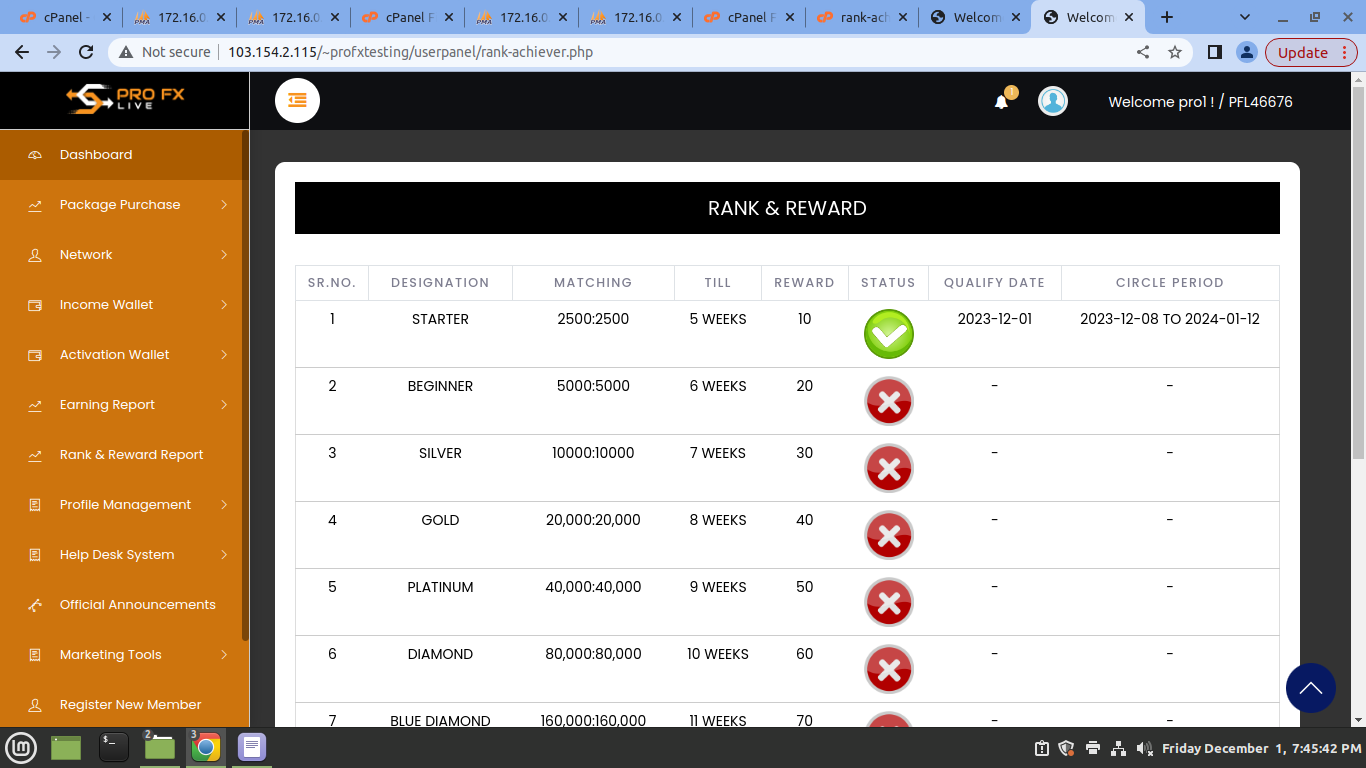 cPanel -
172.16.0.
172.16.0.
cPanel F
172.16.0.
172.16.0.
cPanel F
rank-ach
Welcom
Welcom
Not secure
103.154.2.115/~profxtesting/userpanel/rank-achiever.php
Update
PRO FX
LIVE
1
Welcome pro1 ! / PFL46676
Dashboard
Package Purchase
Network
Income Wallet
Activation Wallet
Earning Report
Rank & Reward Report
Profile Management
Help Desk System
Official Announcements
Marketing Tools
Register New Member
RANK & REWARD
SR.NO. DESIGNATION MATCHING TILL REWARD STATUS QUALIFY DATE CIRCLE PERIOD
1 STARTER 2500:2500 5 WEEKS 10 2023-12-01 2023-12-08 TO 2024-01-12
2 BEGINNER 5000:5000 6 WEEKS 20 - -
3 SILVER 10000:10000 7 WEEKS 30 - -
4 GOLD 20,000:20,000 8 WEEKS 40 - -
5 PLATINUM 40,000:40,000 9 WEEKS 50 - -
6 DIAMOND 80,000:80,000 10 WEEKS 60 - -
7 BLUE DIAMOND 160,000:160,000 11 WEEKS 70 - -
2
3
Friday December 1, 7:45:42 PM